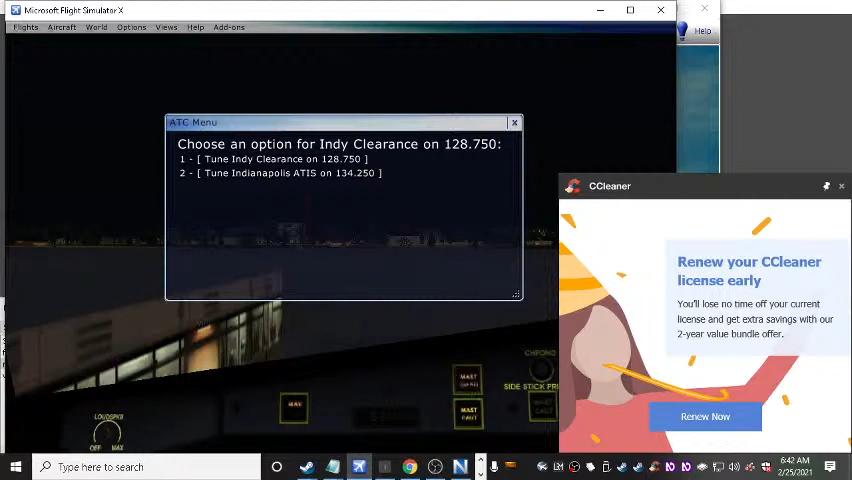 Microsoft Flight Simulator X
Flights Aircraft World Options Views Help Add-ons
Help
ATC Menu
Choose an option for Indy Clearance on 128.750:
1 - [ Tune Indy Clearance on 128.750 ]
2 - [ Tune Indianapolis ATIS on 134.250 ]
CCleaner
Renew your CCleaner
license early
You'll lose no time off your current
license and get extra savings with our
2-year value bundle offer.
Renew Now
CHRONO
SIDE STICK PRI
MAST
MAST
CAUT
LOUDSPKR
OFF MAX
Type here to search
6:42 AM
2/25/2021